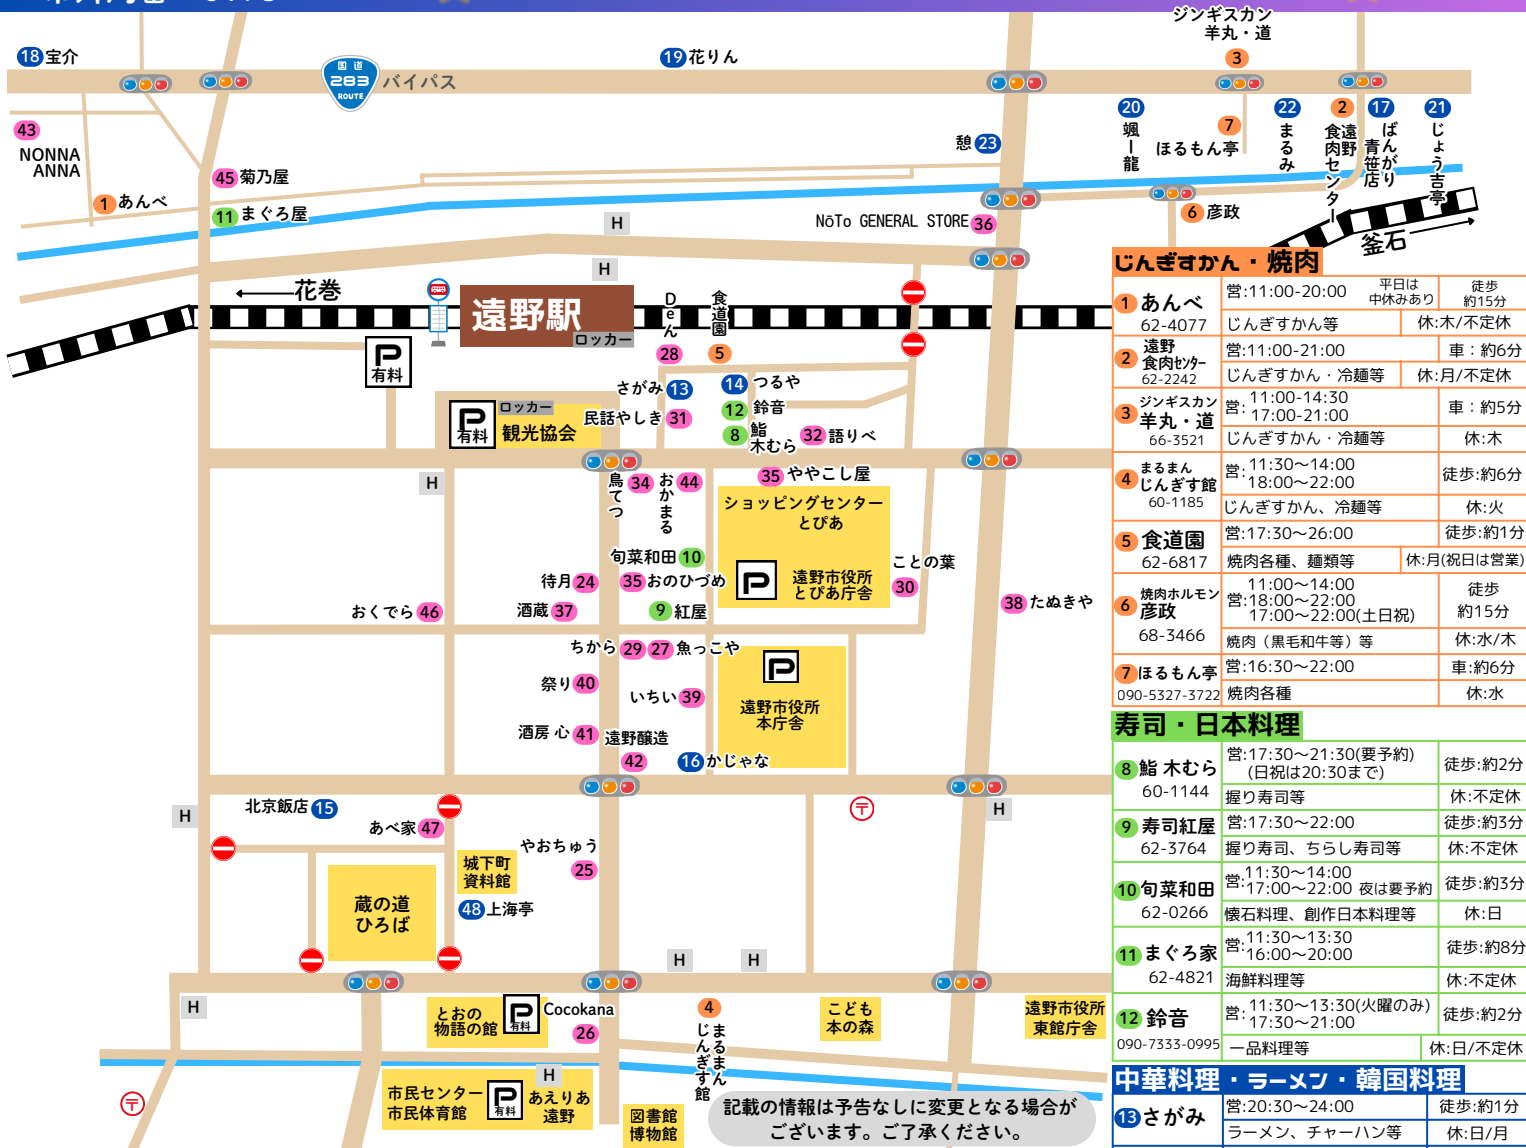 ジンギスカン
羊丸・道
3
18 宝介
国道
283
ROUTE
バイパス
19 花りん
43
NONNA
ANNA
1 あんべ
45 菊乃屋
11 まぐろ屋
憩 23
20
颯一龍
7
ほるもん亭
22
まるみ
2
遠野
食肉センター
17
ばんがり
青笹店
21
じょう吉亭
6 彦政
NōTo GENERAL STORE 36
H
H
釜石
花巻
遠野駅
ロッカー
Deん
28
食道園
5
P
有料
さがみ 13
14 つるや
12 鈴音
民話やしき 31
8 鮨
木むら
32 語りべ
P
有料
ロッカー
観光協会
H
鳥てつ
34
おかまる
44
35 ややこし屋
ショッピングセンター
とぴあ
P
遠野市役所
とぴあ庁舎
旬菜和田 10
待月 24
35 おのひづめ
ことの葉
30
おくでら 46
酒蔵 37
9 紅屋
38 たぬきや
ちから 29
27 魚っこや
祭り 40
いちい 39
P
遠野市役所
本庁舎
酒房 心 41
遠野醸造
42
16 かじゃな
H
北京飯店 15
あべ家 47
やおちゅう
25
〒
H
城下町
資料館
48 上海亭
蔵の道
ひろば
H
H
H
とおの
物語の館
P
有料
Cocokana
26
4
まるまん
じんぎす館
こども
本の森
遠野市役所
東館庁舎
〒
市民センター
市民体育館
P
有料
H
あえりあ
遠野
図書館
博物館
記載の情報は予告なしに変更となる場合が
ございます。ご了承ください。
じんぎすかん・焼肉
1 あんべ
62-4077
営:11:00-20:00 平日は
中休みあり
徒歩
約15分
じんぎすかん等 休:木/不定休
2 遠野
食肉ｾﾝﾀｰ
62-2242
営:11:00-21:00 車：約6分
じんぎすかん・冷麺等 休:月/不定休
3 ジンギスカン
羊丸・道
66-3521
営: 11:00-14:30
17:00-21:00
車：約5分
じんぎすかん・冷麺等 休:木
4 まるまん
じんぎす館
60-1185
営: 11:30〜14:00
18:00〜22:00
徒歩:約6分
じんぎすかん、冷麺等 休:火
5 食道園
62-6817
営:17:30〜26:00 徒歩:約1分
焼肉各種、麺類等 休:月(祝日は営業)
6 焼肉ホルモン
彦政
68-3466
11:00〜14:00
営:18:00〜22:00
17:00〜22:00(土日祝)
徒歩
約15分
焼肉（黒毛和牛等）等 休:水/木
7 ほるもん亭
090-5327-3722
営:16:30〜22:00 車:約6分
焼肉各種 休:水
寿司・日本料理
8 鮨 木むら
60-1144
営:17:30〜21:30(要予約)
(日祝は20:30まで)
徒歩:約2分
握り寿司等 休:不定休
9 寿司紅屋
62-3764
営:17:30〜22:00 徒歩:約3分
握り寿司、ちらし寿司等 休:不定休
10 旬菜和田
62-0266
営:11:30〜14:00
17:00〜22:00 夜は要予約
徒歩:約3分
懐石料理、創作日本料理等 休:日
11 まぐろ家
62-4821
営:11:30〜13:30
16:00〜20:00
徒歩:約8分
海鮮料理等 休:不定休
12 鈴音
090-7333-0995
営: 11:30〜13:30(火曜のみ)
17:30〜21:00
徒歩:約2分
一品料理等 休:日/不定休
中華料理・ラーメン・韓国料理
13 さがみ
営:20:30〜24:00 徒歩:約1分
ラーメン、チャーハン等 休:日/月